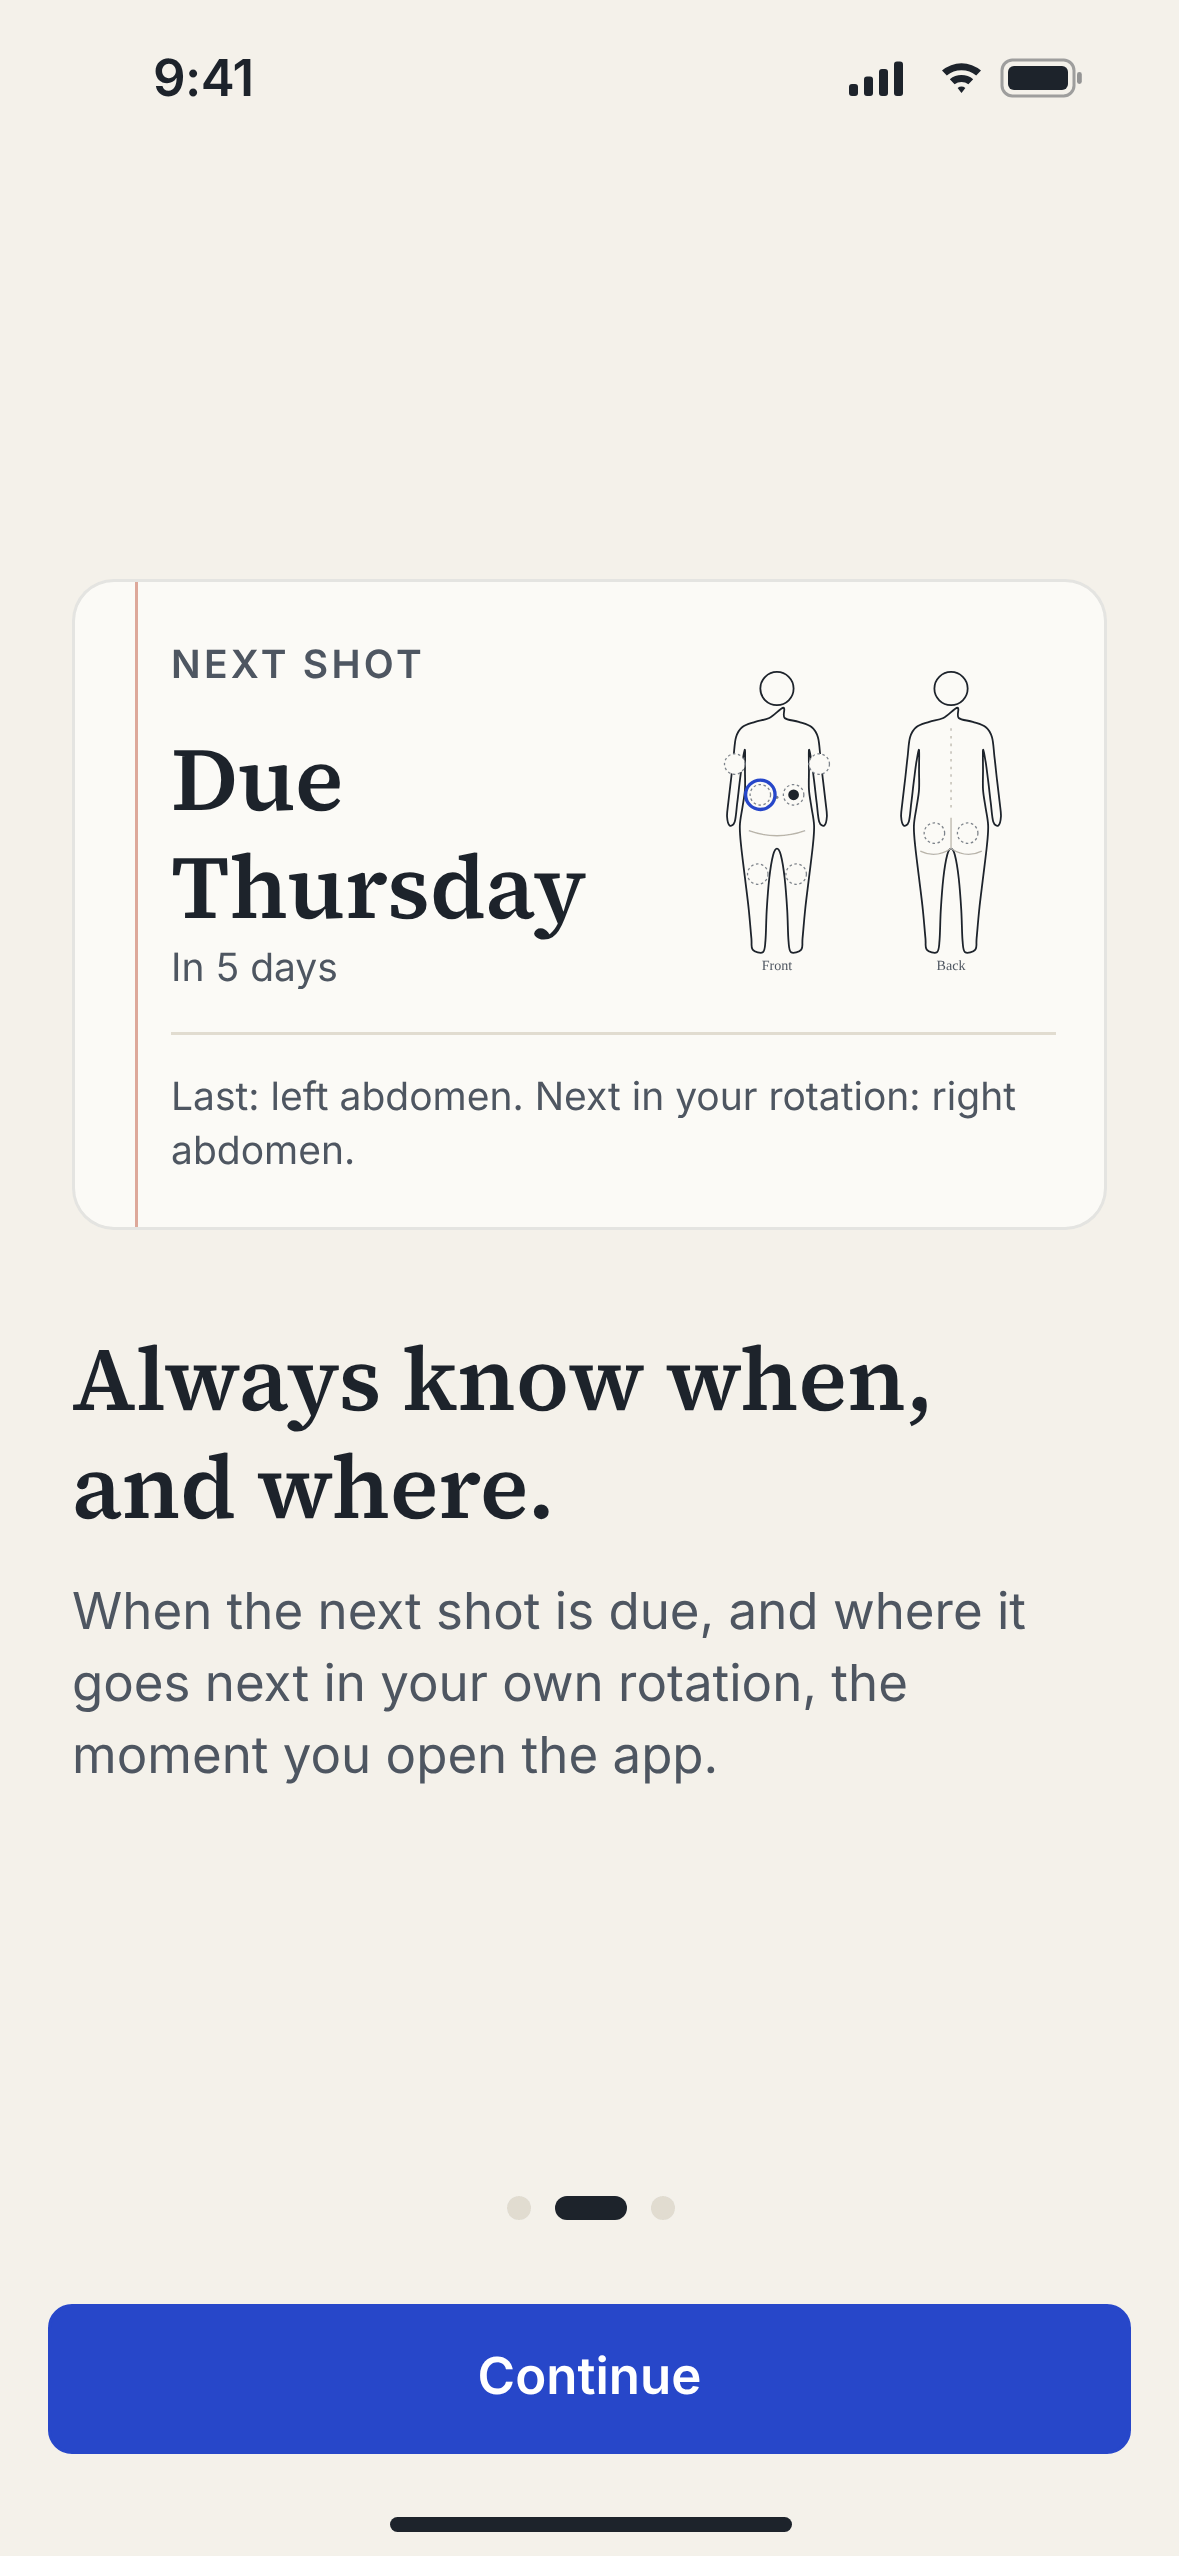 9:41
NEXT SHOT
Due
Thursday
In 5 days
Front
Back
Last: left abdomen. Next in your rotation: right
abdomen.
Always know when,
and where.
When the next shot is due, and where it
goes next in your own rotation, the
moment you open the app.
Continue